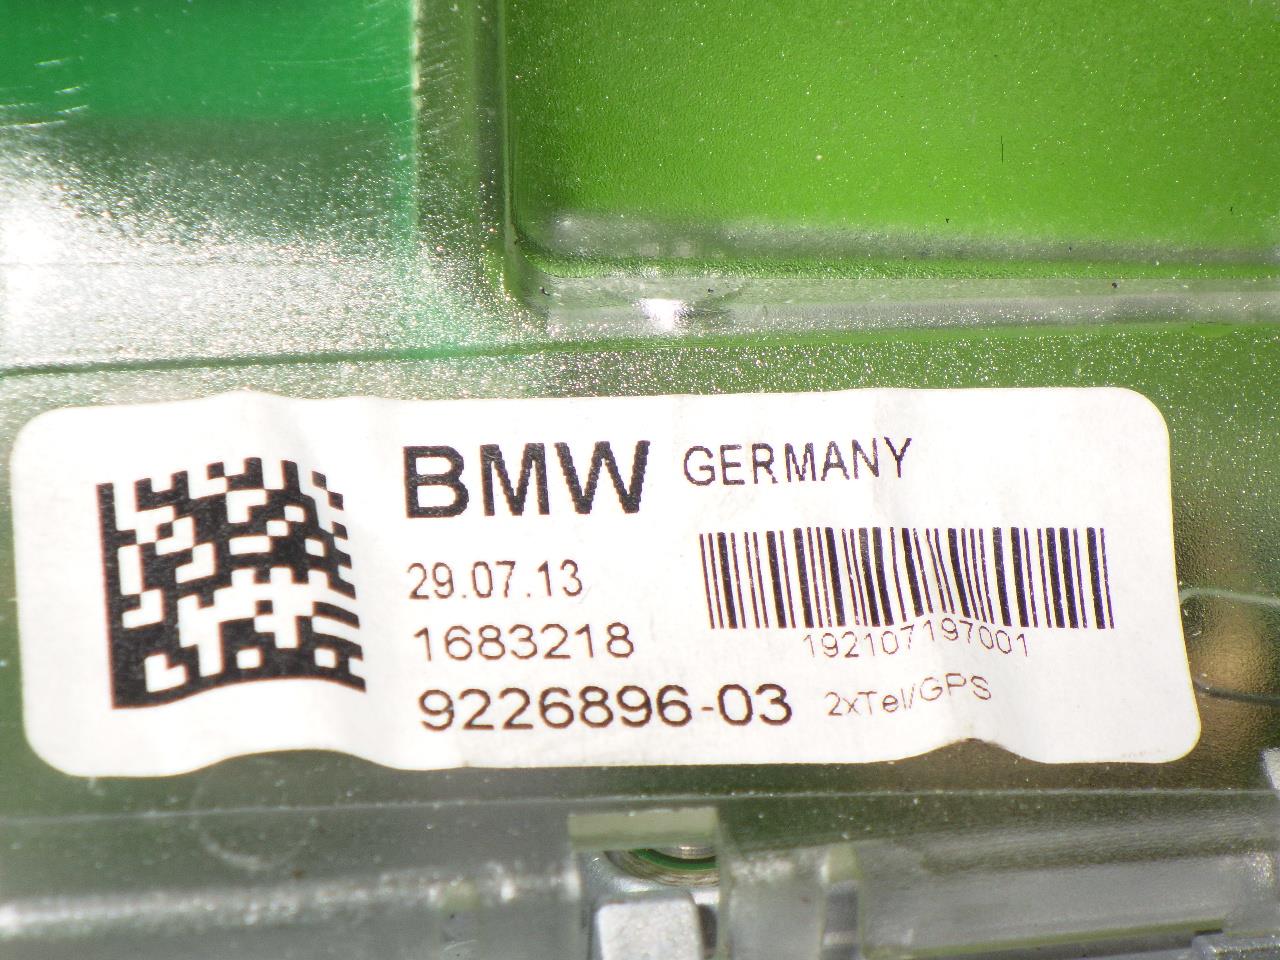 BMW GERMANY
29.07.13
192107197001
1683218
9226896-03 2xTel/GPS